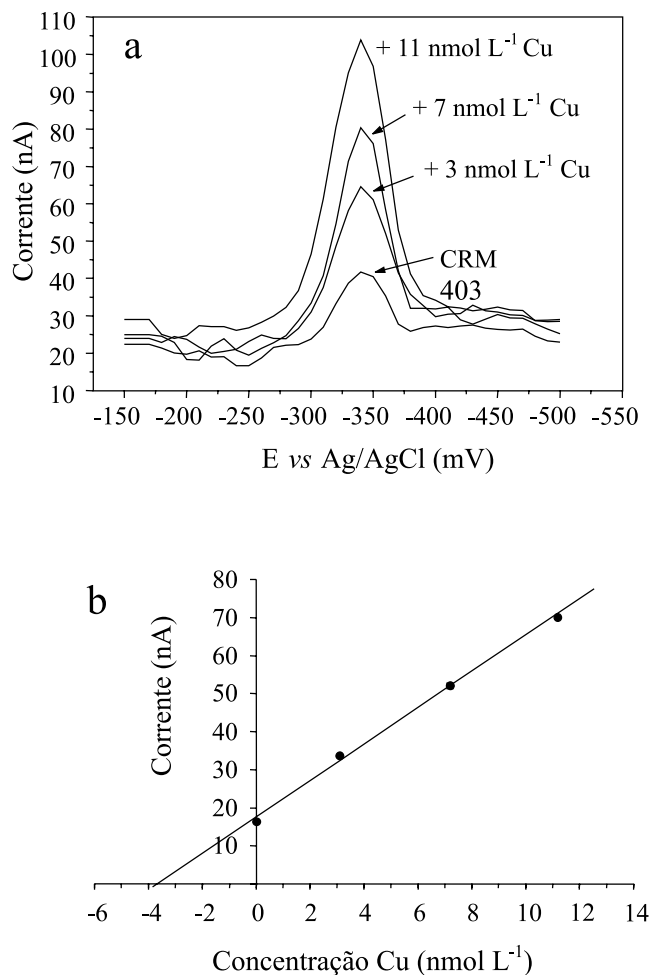 a
110
100
90
80
70
60
50
40
30
20
10
Corrente (nA)
+ 11 nmol L⁻¹ Cu
+ 7 nmol L⁻¹ Cu
+ 3 nmol L⁻¹ Cu
CRM
403
-150 -200 -250 -300 -350 -400 -450 -500 -550
E vs Ag/AgCl (mV)
b
80
70
60
50
40
30
20
10
Corrente (nA)
-6 -4 -2 0 2 4 6 8 10 12 14
Concentração Cu (nmol L⁻¹)